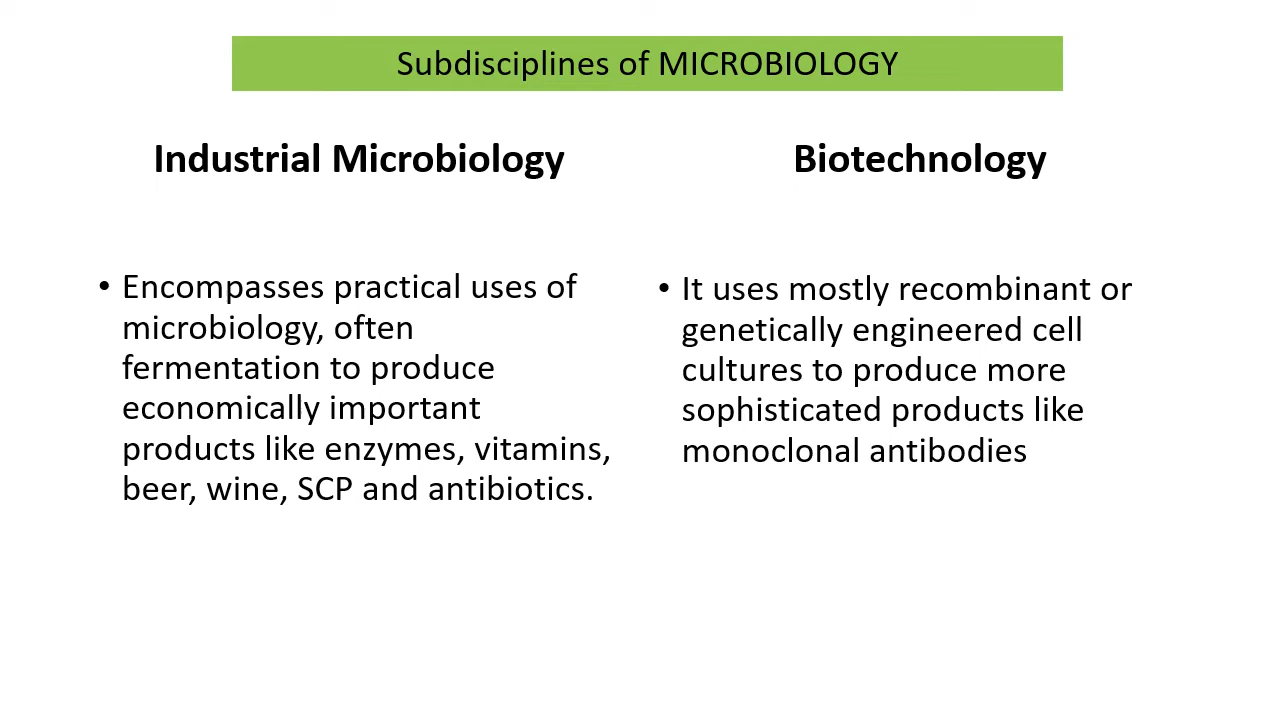 Subdisciplines of MICROBIOLOGY
Industrial Microbiology
• Encompasses practical uses of
microbiology, often
fermentation to produce
economically important
products like enzymes, vitamins,
beer, wine, SCP and antibiotics.
Biotechnology
• It uses mostly recombinant or
genetically engineered cell
cultures to produce more
sophisticated products like
monoclonal antibodies